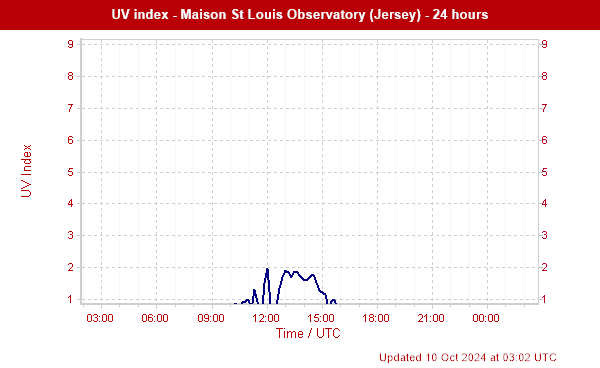 UV index - Maison St Louis Observatory (Jersey) - 24 hours
9 9
8 8
7 7
6 6
5 5
4 4
3 3
2 2
1 1
UV Index
03:00 06:00 09:00 12:00 15:00 18:00 21:00 00:00
Time / UTC
Updated 10 Oct 2024 at 03:02 UTC